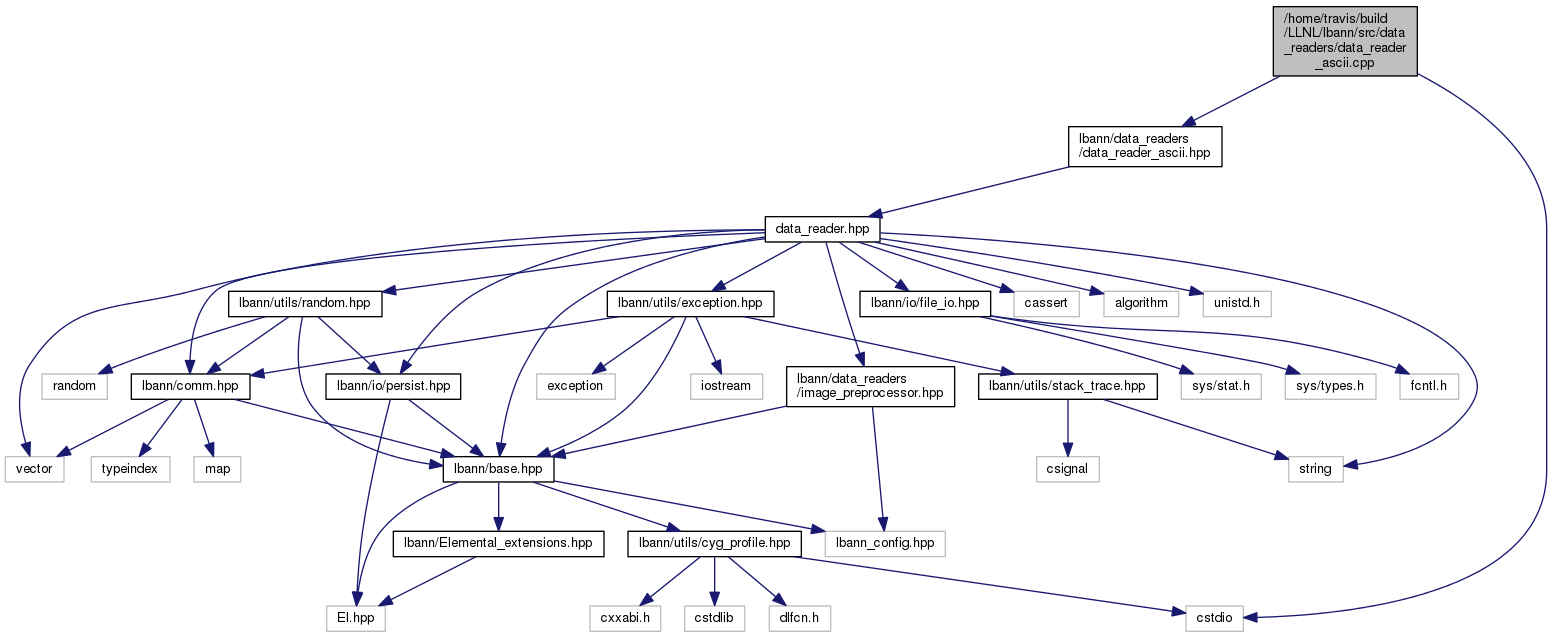 /home/travis/build
/LLNL/lbann/src/data
_readers/data_reader
_ascii.cpp
lbann/data_readers
/data_reader_ascii.hpp
data_reader.hpp
lbann/utils/random.hpp
lbann/utils/exception.hpp
lbann/io/file_io.hpp
cassert
algorithm
unistd.h
random
lbann/comm.hpp
lbann/io/persist.hpp
exception
iostream
lbann/data_readers
/image_preprocessor.hpp
lbann/utils/stack_trace.hpp
sys/stat.h
sys/types.h
fcntl.h
vector
typeindex
map
lbann/base.hpp
csignal
string
lbann/Elemental_extensions.hpp
lbann/utils/cyg_profile.hpp
lbann_config.hpp
El.hpp
cxxabi.h
cstdlib
dlfcn.h
cstdio